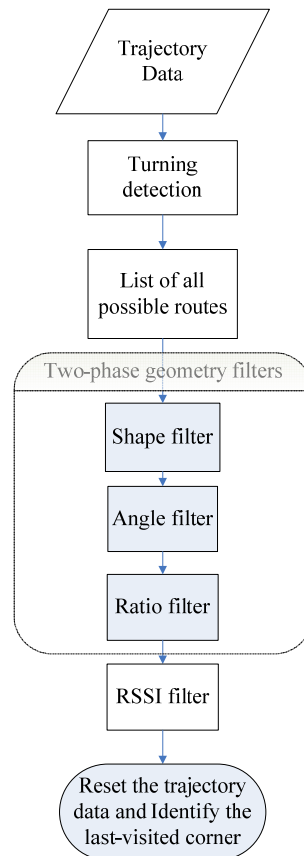 Trajectory
Data
Turning
detection
List of all
possible routes
Two-phase geometry filters
Shape filter
Angle filter
Ratio filter
RSSI filter
Reset the trajectory
data and Identify the
last-visited corner